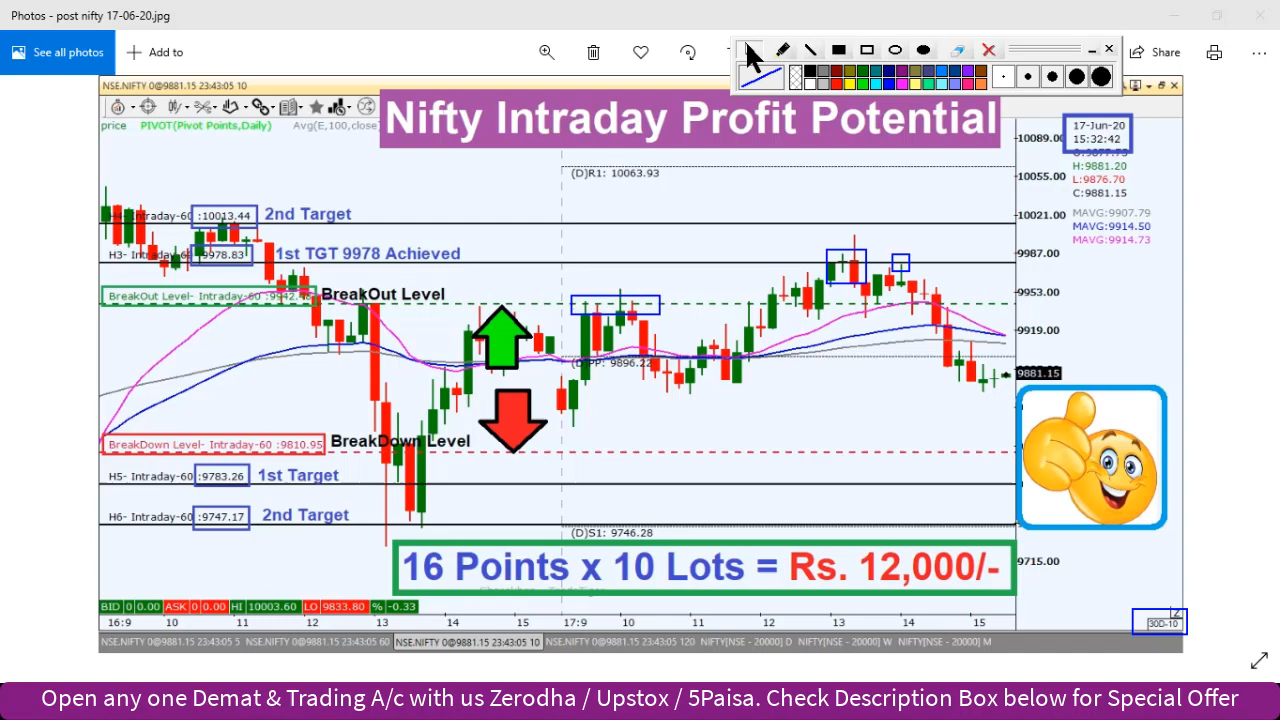 Photos - post nifty 17-06-20.jpg
See all photos
Add to
Share
NSE.NIFTY 0@9881.15 23:43:05 10
Nifty Intraday Profit Potential
price PIVOT(Pivot Points,Daily) Avg(E,100,close)
10089.00
17-Jun-20
15:32:42
H:9881.20
L:9876.70
C:9881.15
(D)R1: 10063.93
10055.00
MAVG:9907.79
MAVG:9914.50
MAVG:9914.73
H4- Intraday-60 :10013.44 2nd Target
10021.00
H3- Intraday-60 :9978.83 1st TGT 9978 Achieved
9987.00
BreakOut Level- Intraday-60 BreakOut Level
9953.00
9919.00
(D)PP: 9896.22
9881.15
BreakDown Level- Intraday-60 :9810.95 BreakDown Level
H5- Intraday-60 :9783.26 1st Target
H6- Intraday-60 :9747.17 2nd Target
(D)S1: 9746.28
9715.00
16 Points x 10 Lots = Rs. 12,000/-
BID 0 0.00 ASK 0 0.00 HI 10003.60 LO 9833.80 % -0.33
16:9 10 11 12 13 14 15 17:9 10 11 12 13 14 15
30D-10
NSE.NIFTY 0@9881.15 23:43:05 5 NSE.NIFTY 0@9881.15 23:43:05 60 NSE.NIFTY 0@9881.15 23:43:05 10 NSE.NIFTY 0@9881.15 23:43:05 120 NIFTY[NSE - 20000] D NIFTY[NSE - 20000] W NIFTY[NSE - 20000] M
Open any one Demat & Trading A/c with us Zerodha / Upstox / 5Paisa. Check Description Box below for Special Offer